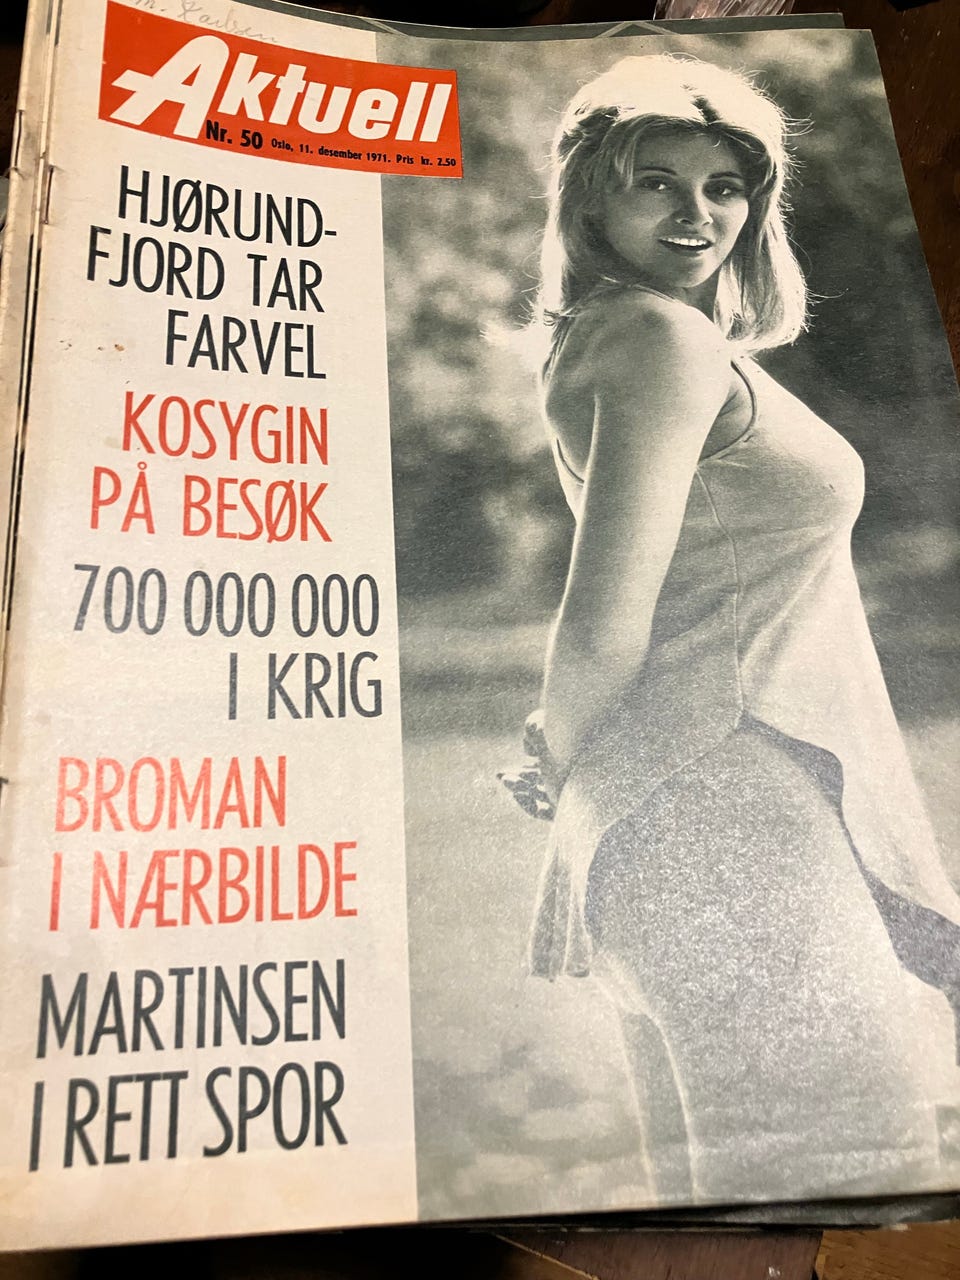 m. Karlsen
Aktuell
Nr. 50 Oslo, 11. desember 1971. Pris kr. 2.50
HJØRUND-
FJORD TAR
FARVEL
KOSYGIN
PÅ BESØK
700 000 000
I KRIG
BROMAN
I NÆRBILDE
MARTINSEN
I RETT SPOR